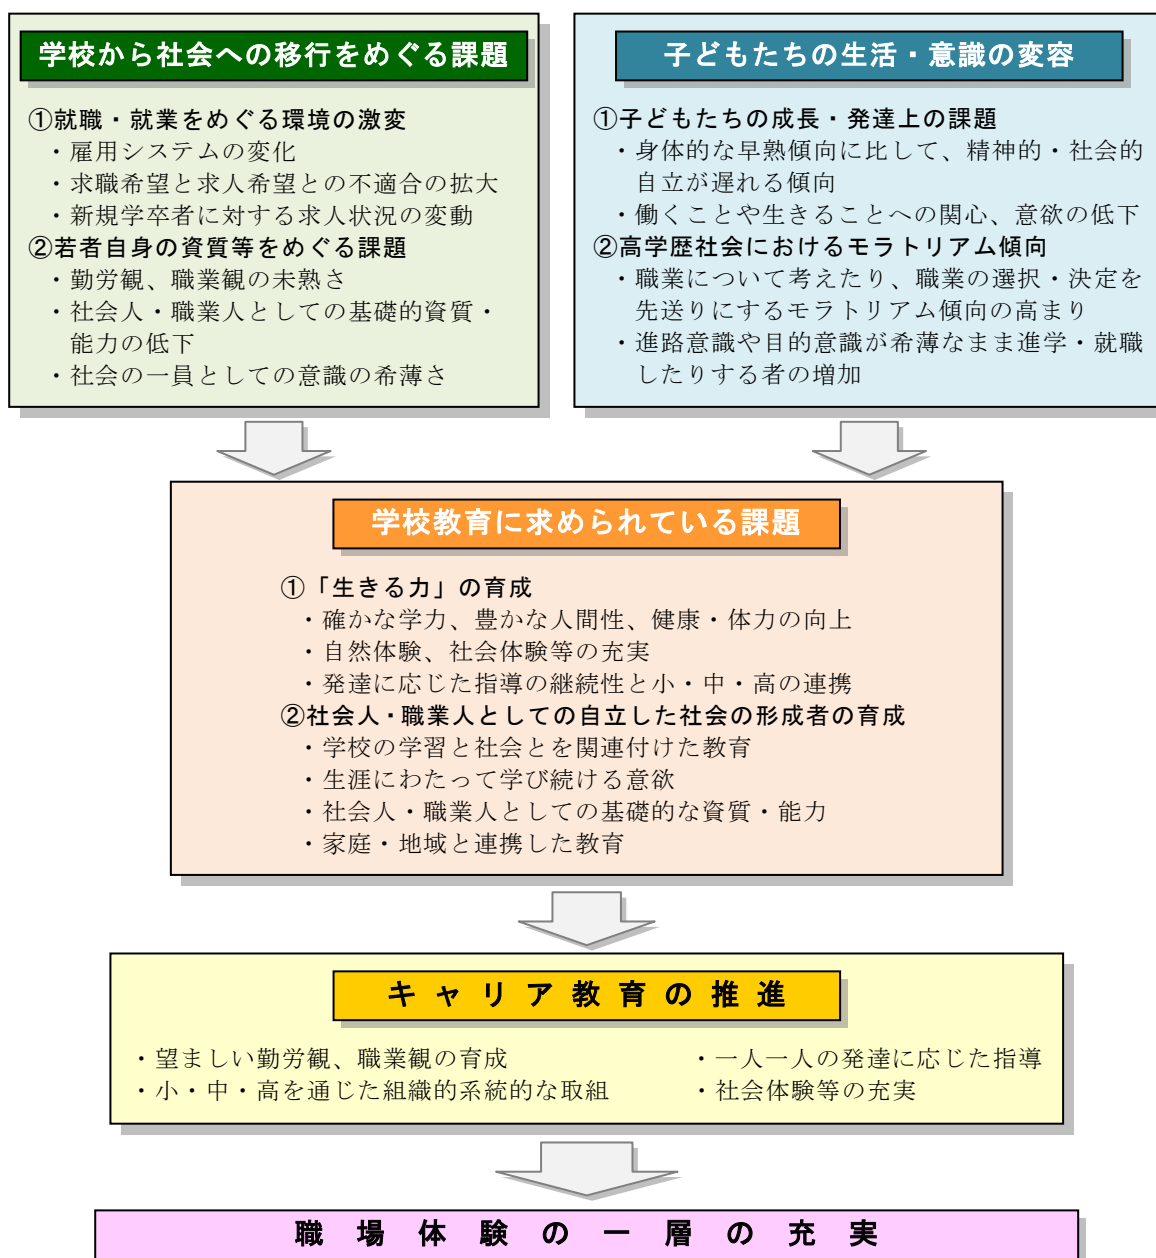 学校から社会への移行をめぐる課題
①就職・就業をめぐる環境の激変
・雇用システムの変化
・求職希望と求人希望との不適合の拡大
・新規学卒者に対する求人状況の変動
②若者自身の資質等をめぐる課題
・勤労観、職業観の未熟さ
・社会人・職業人としての基礎的資質・
能力の低下
・社会の一員としての意識の希薄さ
子どもたちの生活・意識の変容
①子どもたちの成長・発達上の課題
・身体的な早熟傾向に比して、精神的・社会的
自立が遅れる傾向
・働くことや生きることへの関心、意欲の低下
②高学歴社会におけるモラトリアム傾向
・職業について考えたり、職業の選択・決定を
先送りにするモラトリアム傾向の高まり
・進路意識や目的意識が希薄なまま進学・就職
したりする者の増加
学校教育に求められている課題
①「生きる力」の育成
・確かな学力、豊かな人間性、健康・体力の向上
・自然体験、社会体験等の充実
・発達に応じた指導の継続性と小・中・高の連携
②社会人・職業人としての自立した社会の形成者の育成
・学校の学習と社会とを関連付けた教育
・生涯にわたって学び続ける意欲
・社会人・職業人としての基礎的な資質・能力
・家庭・地域と連携した教育
キャリア教育の推進
・望ましい勤労観、職業観の育成
・小・中・高を通じた組織的系統的な取組
・一人一人の発達に応じた指導
・社会体験等の充実
職場体験の一層の充実